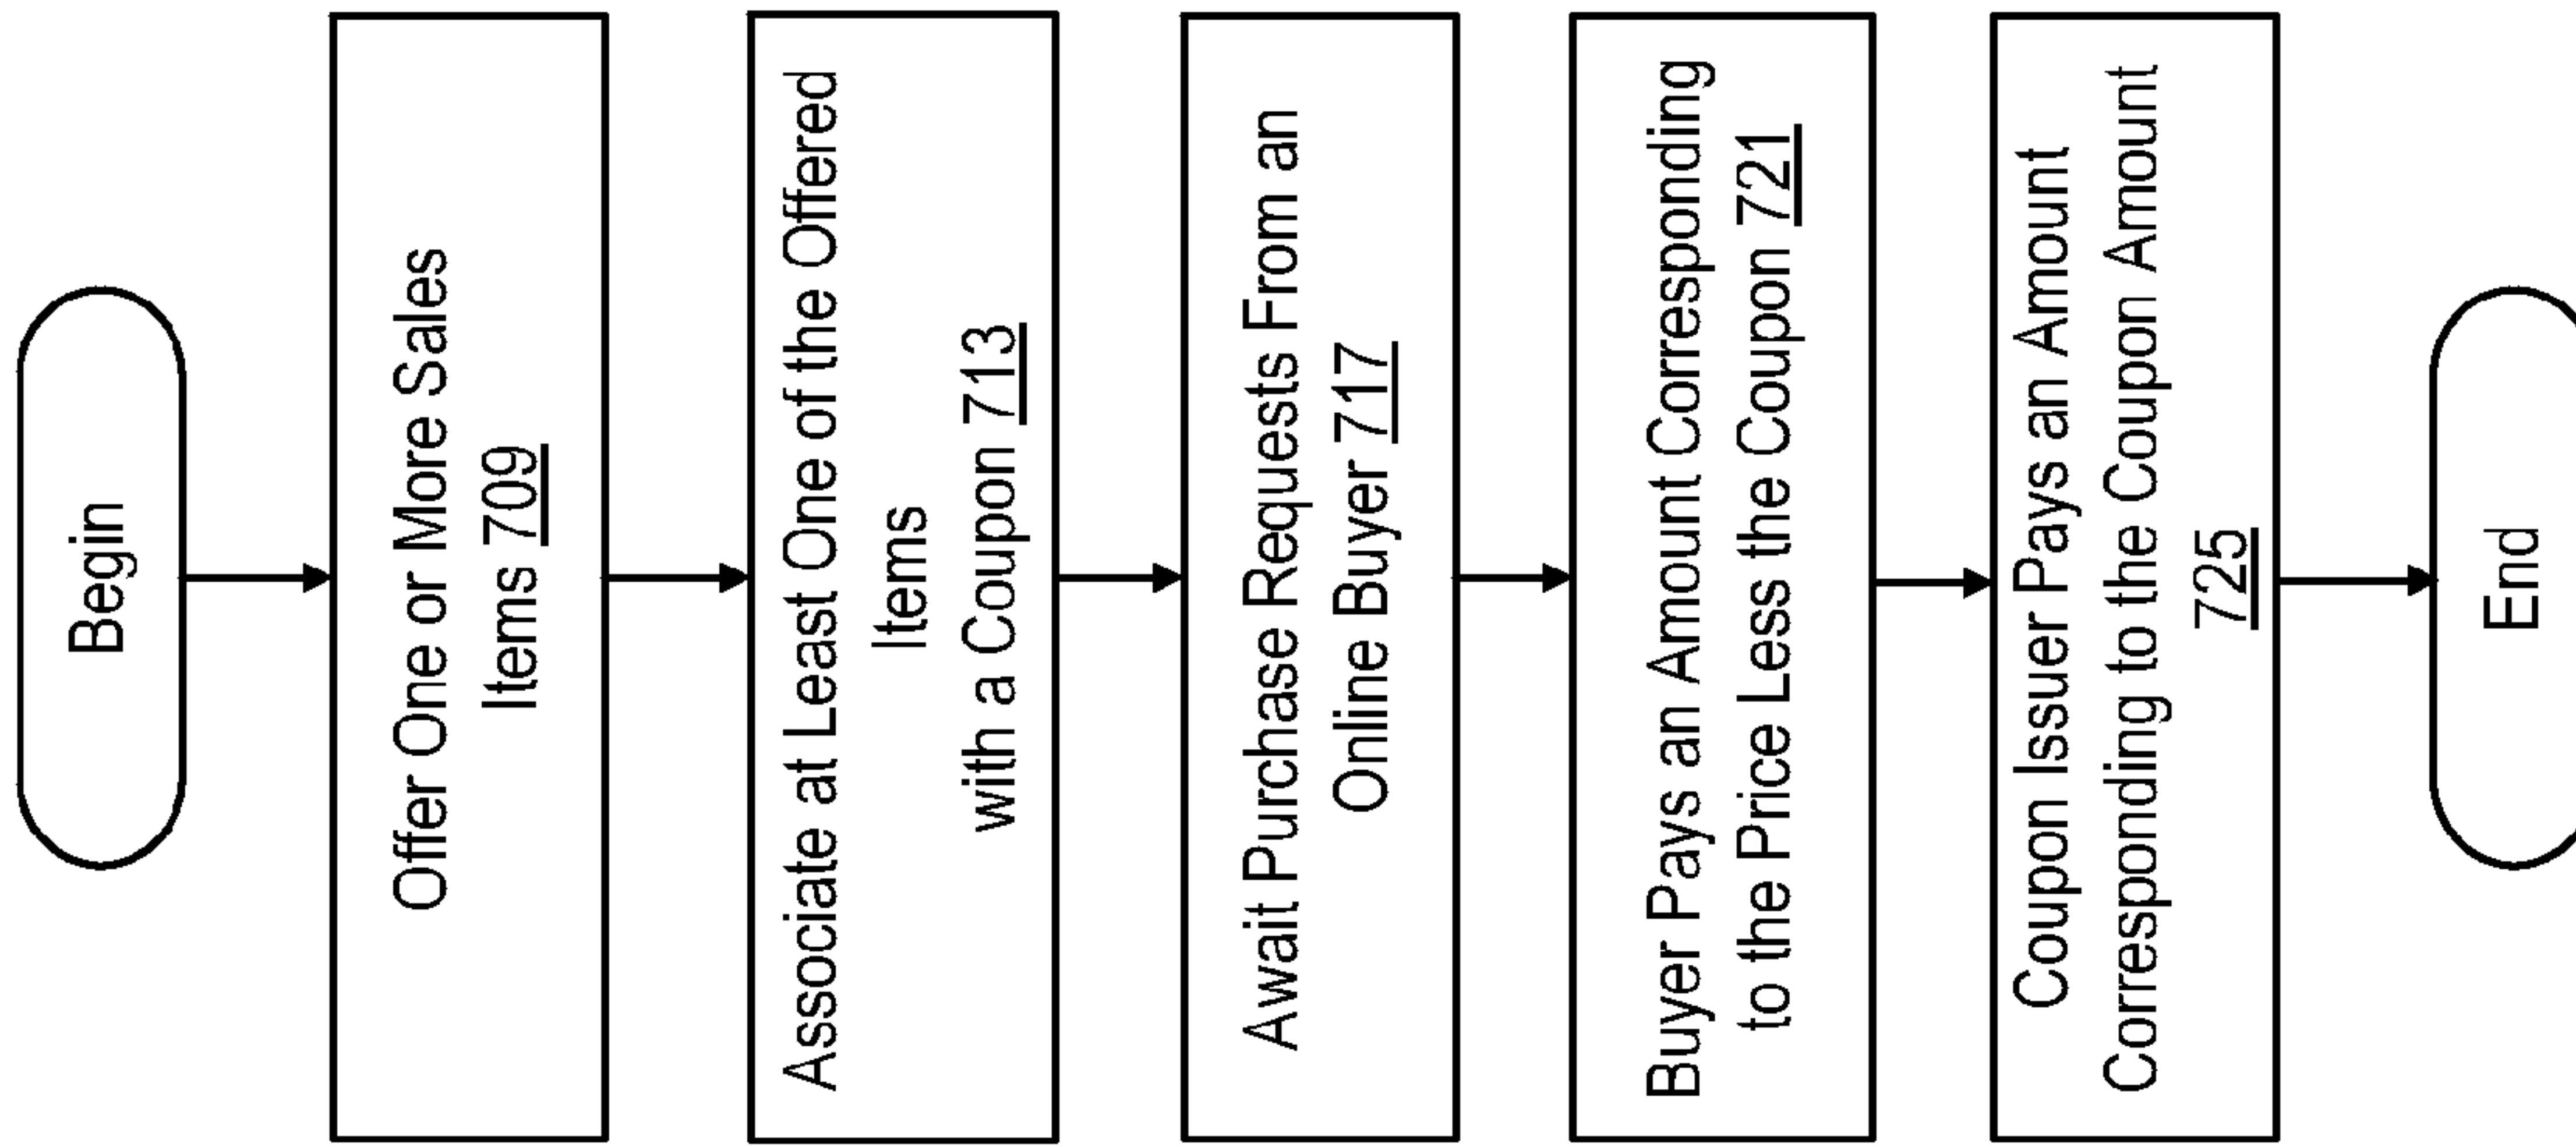 Begin
Offer One or More Sales
Items 709
Associate at Least One of the Offered
Items
with a Coupon 713
Await Purchase Requests From an
Online Buyer 717
Buyer Pays an Amount Corresponding
to the Price Less the Coupon 721
Coupon Issuer Pays an Amount
Corresponding to the Coupon Amount
725
End